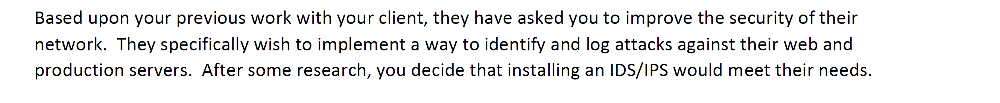 Based upon your previous work with your client, they have asked you to improve the security of their
network.  They specifically wish to implement a way to identify and log attacks against their web and
production servers.  After some research, you decide that installing an IDS/IPS would meet their needs.